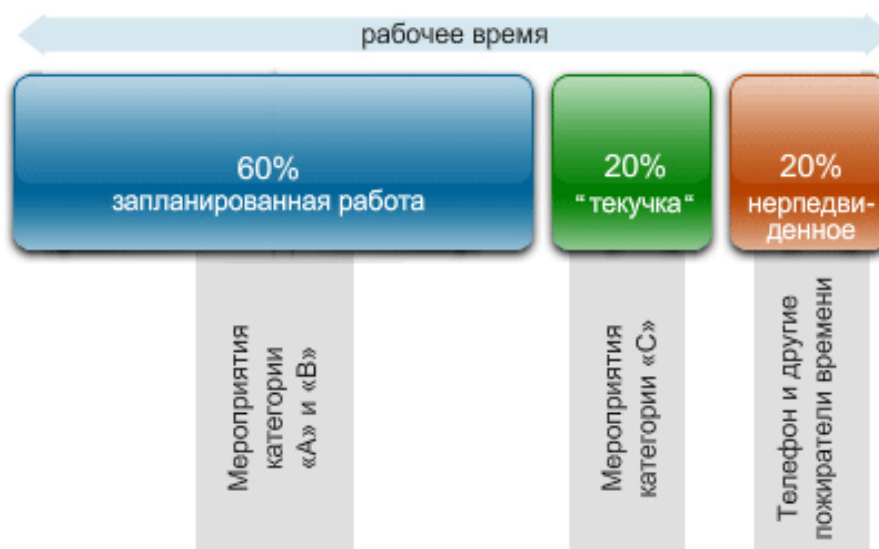 рабочее время
60%
запланированная работа
20%
"текучка"
20%
нерпедви-
денное
Мероприятия
категории
«А» и «В»
Мероприятия
категории «С»
Телефон и другие
пожиратели времени